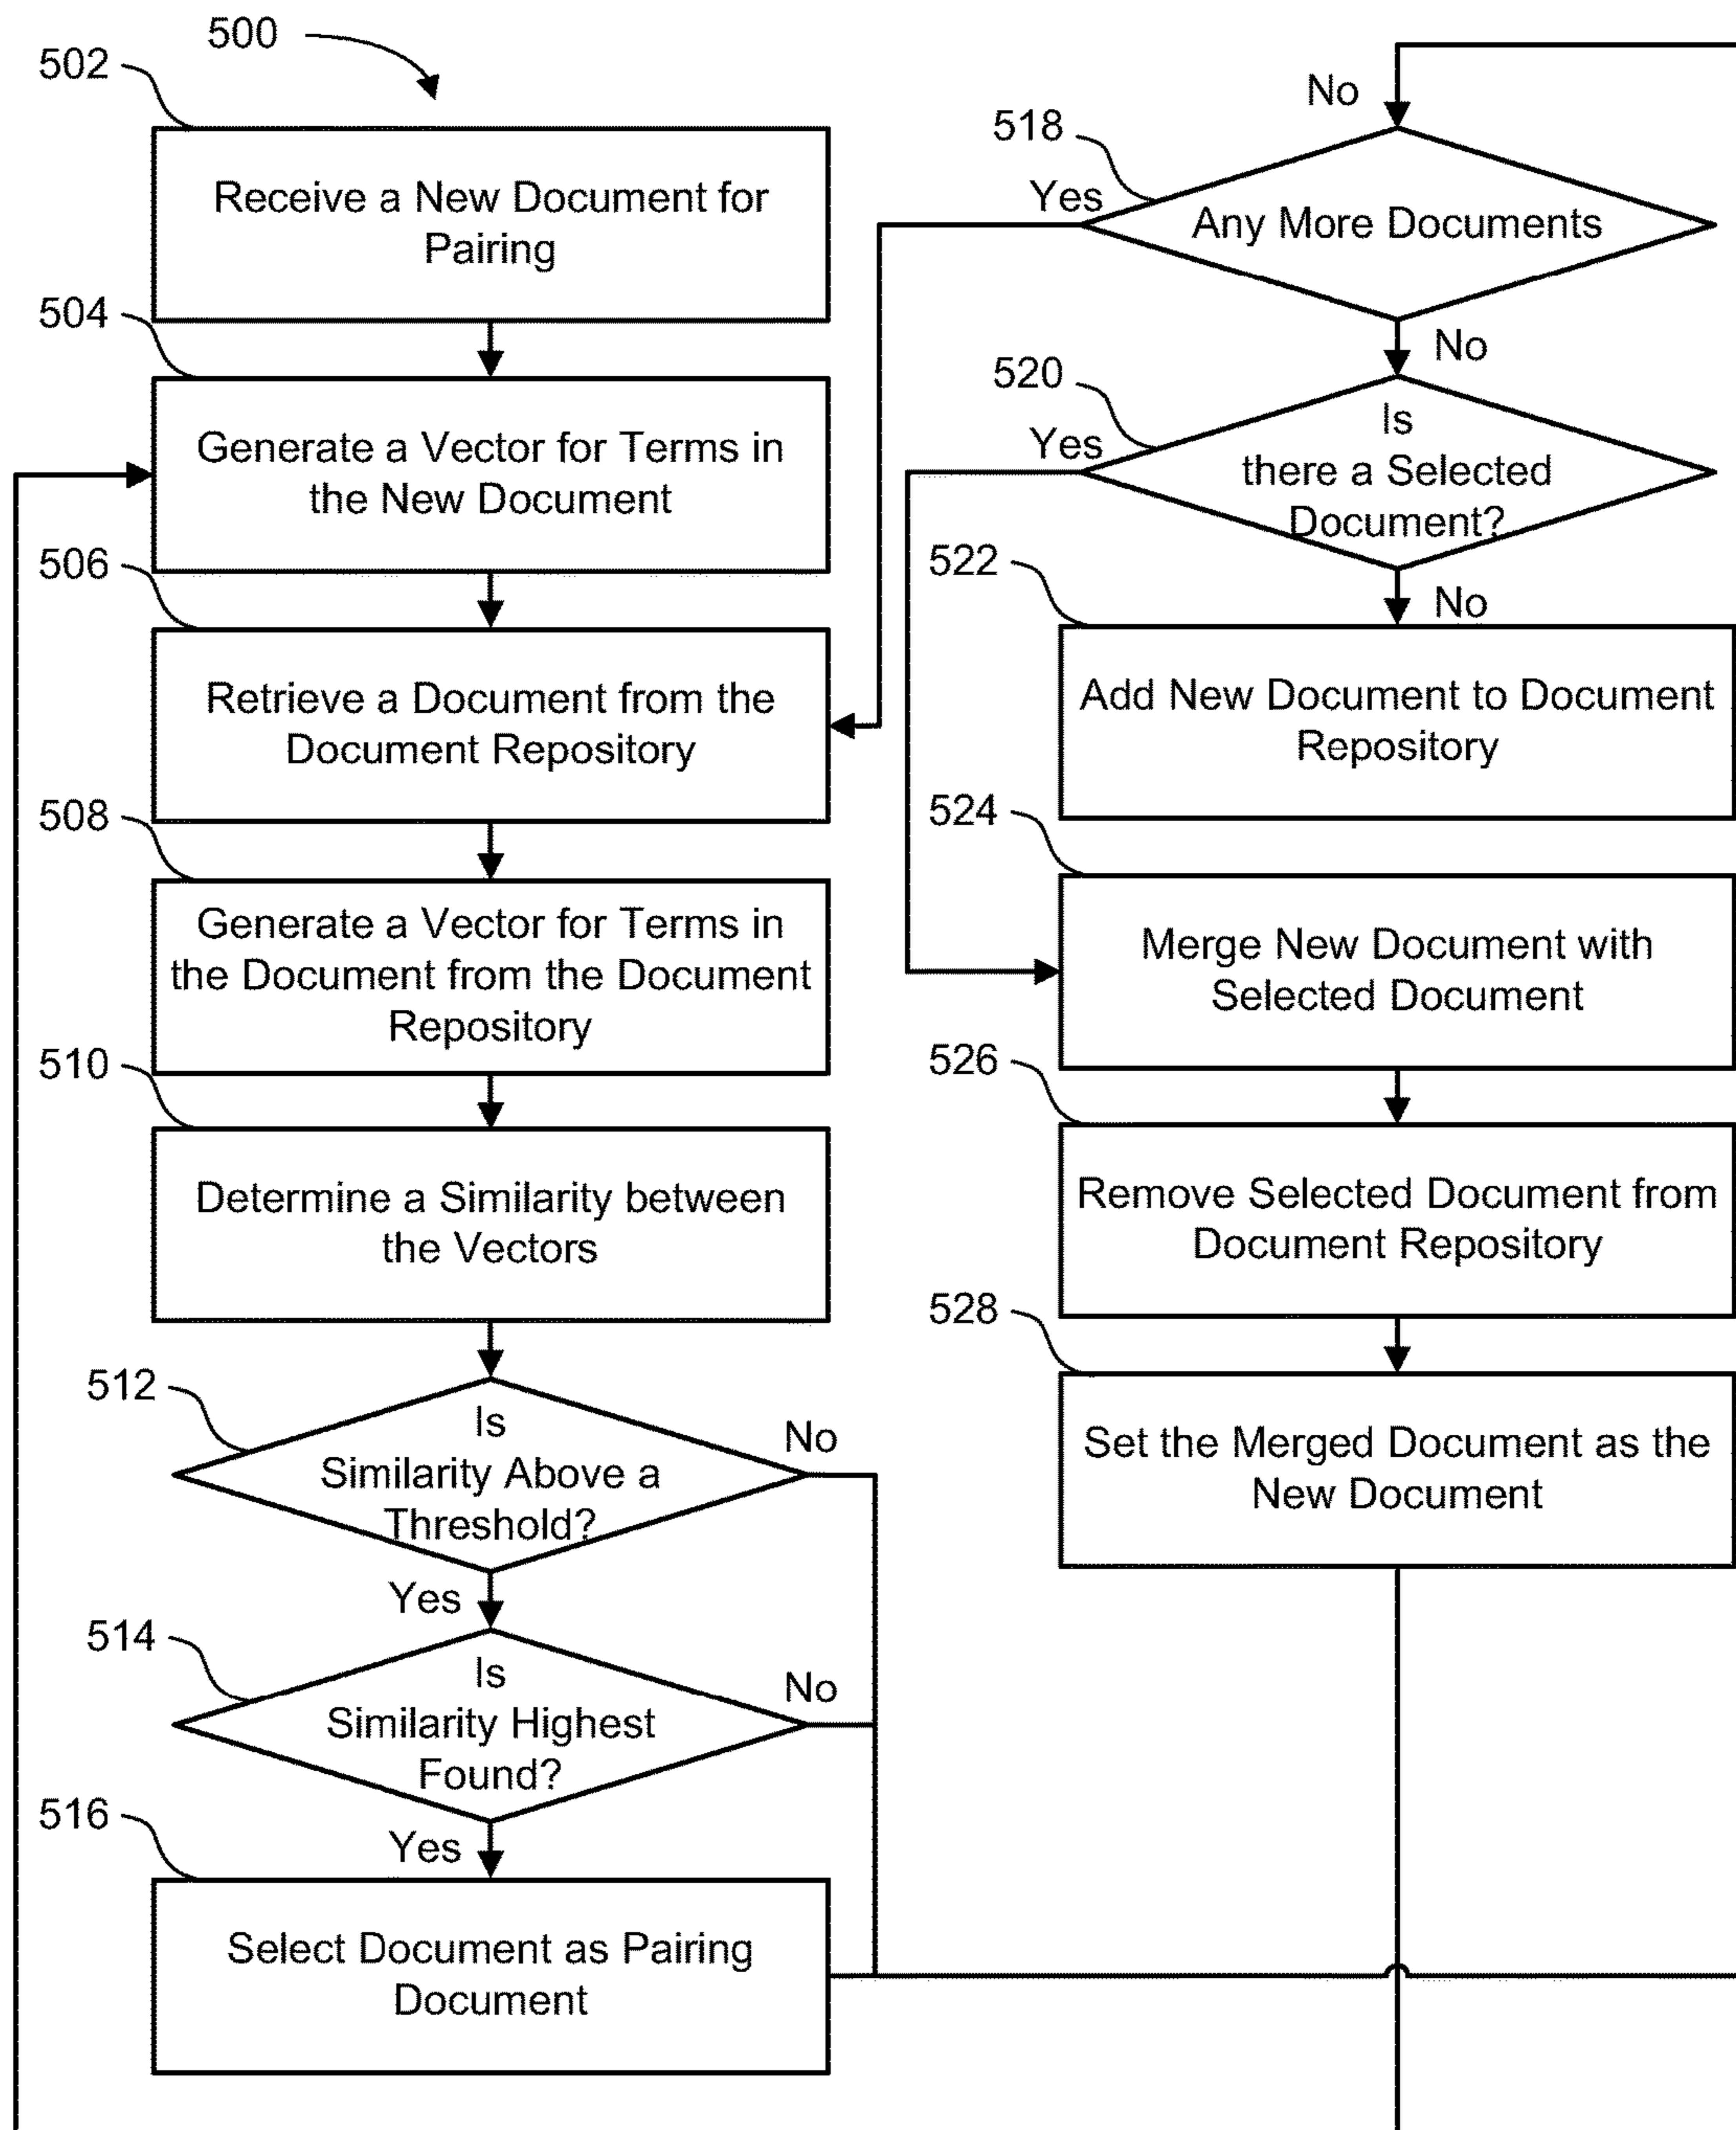 500
502
Receive a New Document for
Pairing
504
Generate a Vector for Terms in
the New Document
506
Retrieve a Document from the
Document Repository
508
Generate a Vector for Terms in
the Document from the Document
Repository
510
Determine a Similarity between
the Vectors
512
Is
Similarity Above a
Threshold?
No
Yes
514
Is
Similarity Highest
Found?
No
Yes
516
Select Document as Pairing
Document
No
518
Yes
Any More Documents
No
520
Yes
Is
there a Selected
Document?
No
522
Add New Document to Document
Repository
524
Merge New Document with
Selected Document
526
Remove Selected Document from
Document Repository
528
Set the Merged Document as the
New Document